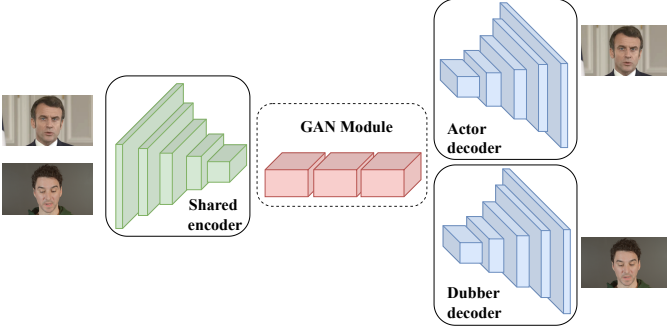 GAN Module
Shared
encoder
Actor
decoder
Dubber
decoder